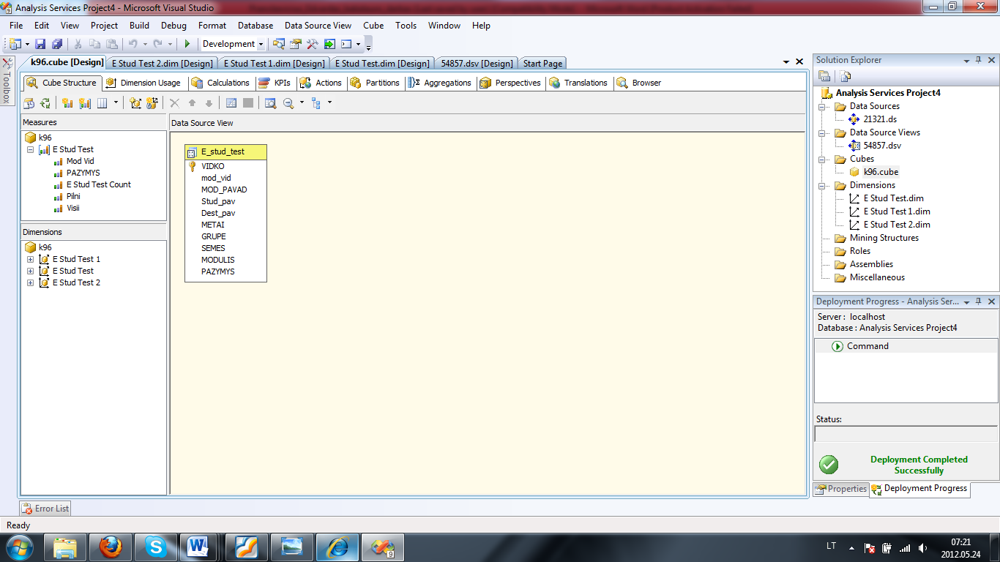 Analysis Services Project4 - Microsoft Visual Studio
File Edit View Project Build Debug Format Database Data Source View Cube Tools Window Help
Development
k96.cube [Design] E Stud Test 2.dim [Design] E Stud Test 1.dim [Design] E Stud Test.dim [Design] 54857.dsv [Design] Start Page
Toolbox
Cube Structure Dimension Usage Calculations KPIs Actions Partitions Aggregations Perspectives Translations Browser
Measures
k96
E Stud Test
Mod Vid
PAZYMYS
E Stud Test Count
Pilni
Visii
Dimensions
k96
E Stud Test 1
E Stud Test
E Stud Test 2
Data Source View
E_stud_test
VIDKO
mod_vid
MOD_PAVAD
Stud_pav
Dest_pav
METAI
GRUPE
SEMES
MODULIS
PAZYMYS
Solution Explorer
Analysis Services Project4
Data Sources
21321.ds
Data Source Views
54857.dsv
Cubes
k96.cube
Dimensions
E Stud Test.dim
E Stud Test 1.dim
E Stud Test 2.dim
Mining Structures
Roles
Assemblies
Miscellaneous
Deployment Progress - Analysis Ser...
Server : localhost
Database : Analysis Services Project4
Command
Status:
Deployment Completed
Successfully
Properties Deployment Progress
Error List
Ready
LT
07:21
2012.05.24